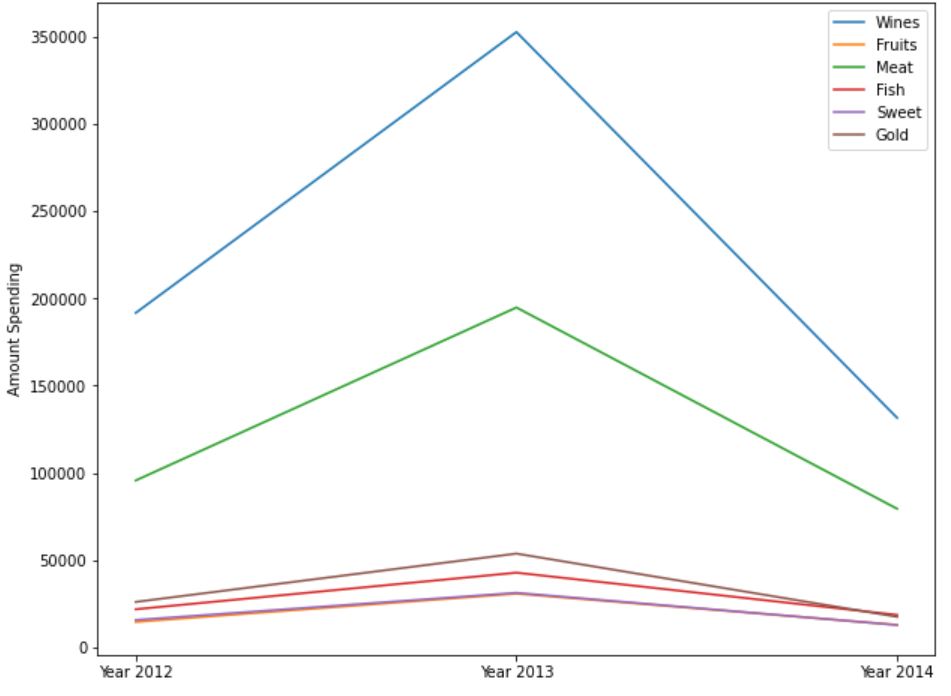 350000
300000
250000
200000
150000
100000
50000
0
Amount Spending
Year 2012
Year 2013
Year 2014
Wines
Fruits
Meat
Fish
Sweet
Gold